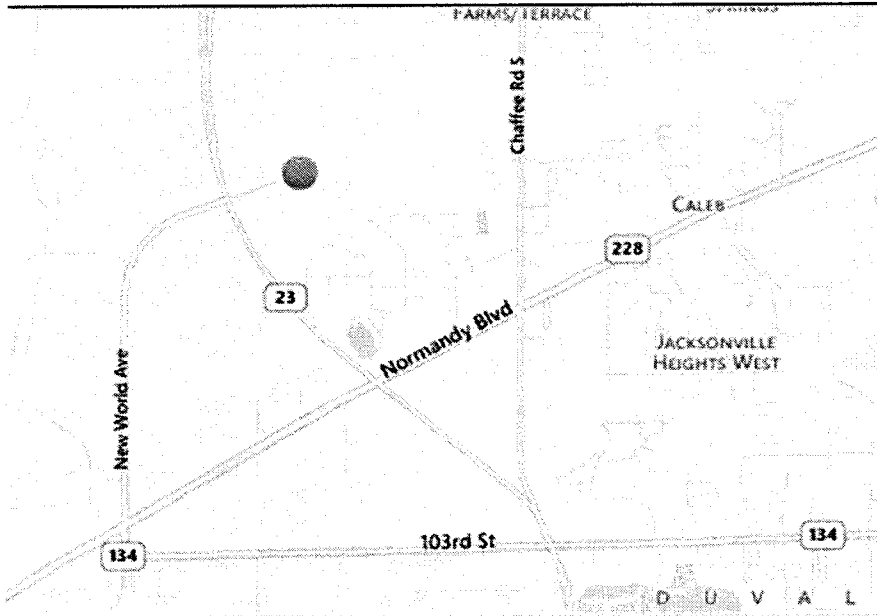 FARMS/TERRACE
Chaffee Rd S
CALEB
228
23
Normandy Blvd
JACKSONVILLE
HEIGHTS WEST
New World Ave
134
103rd St
134
DUVAL